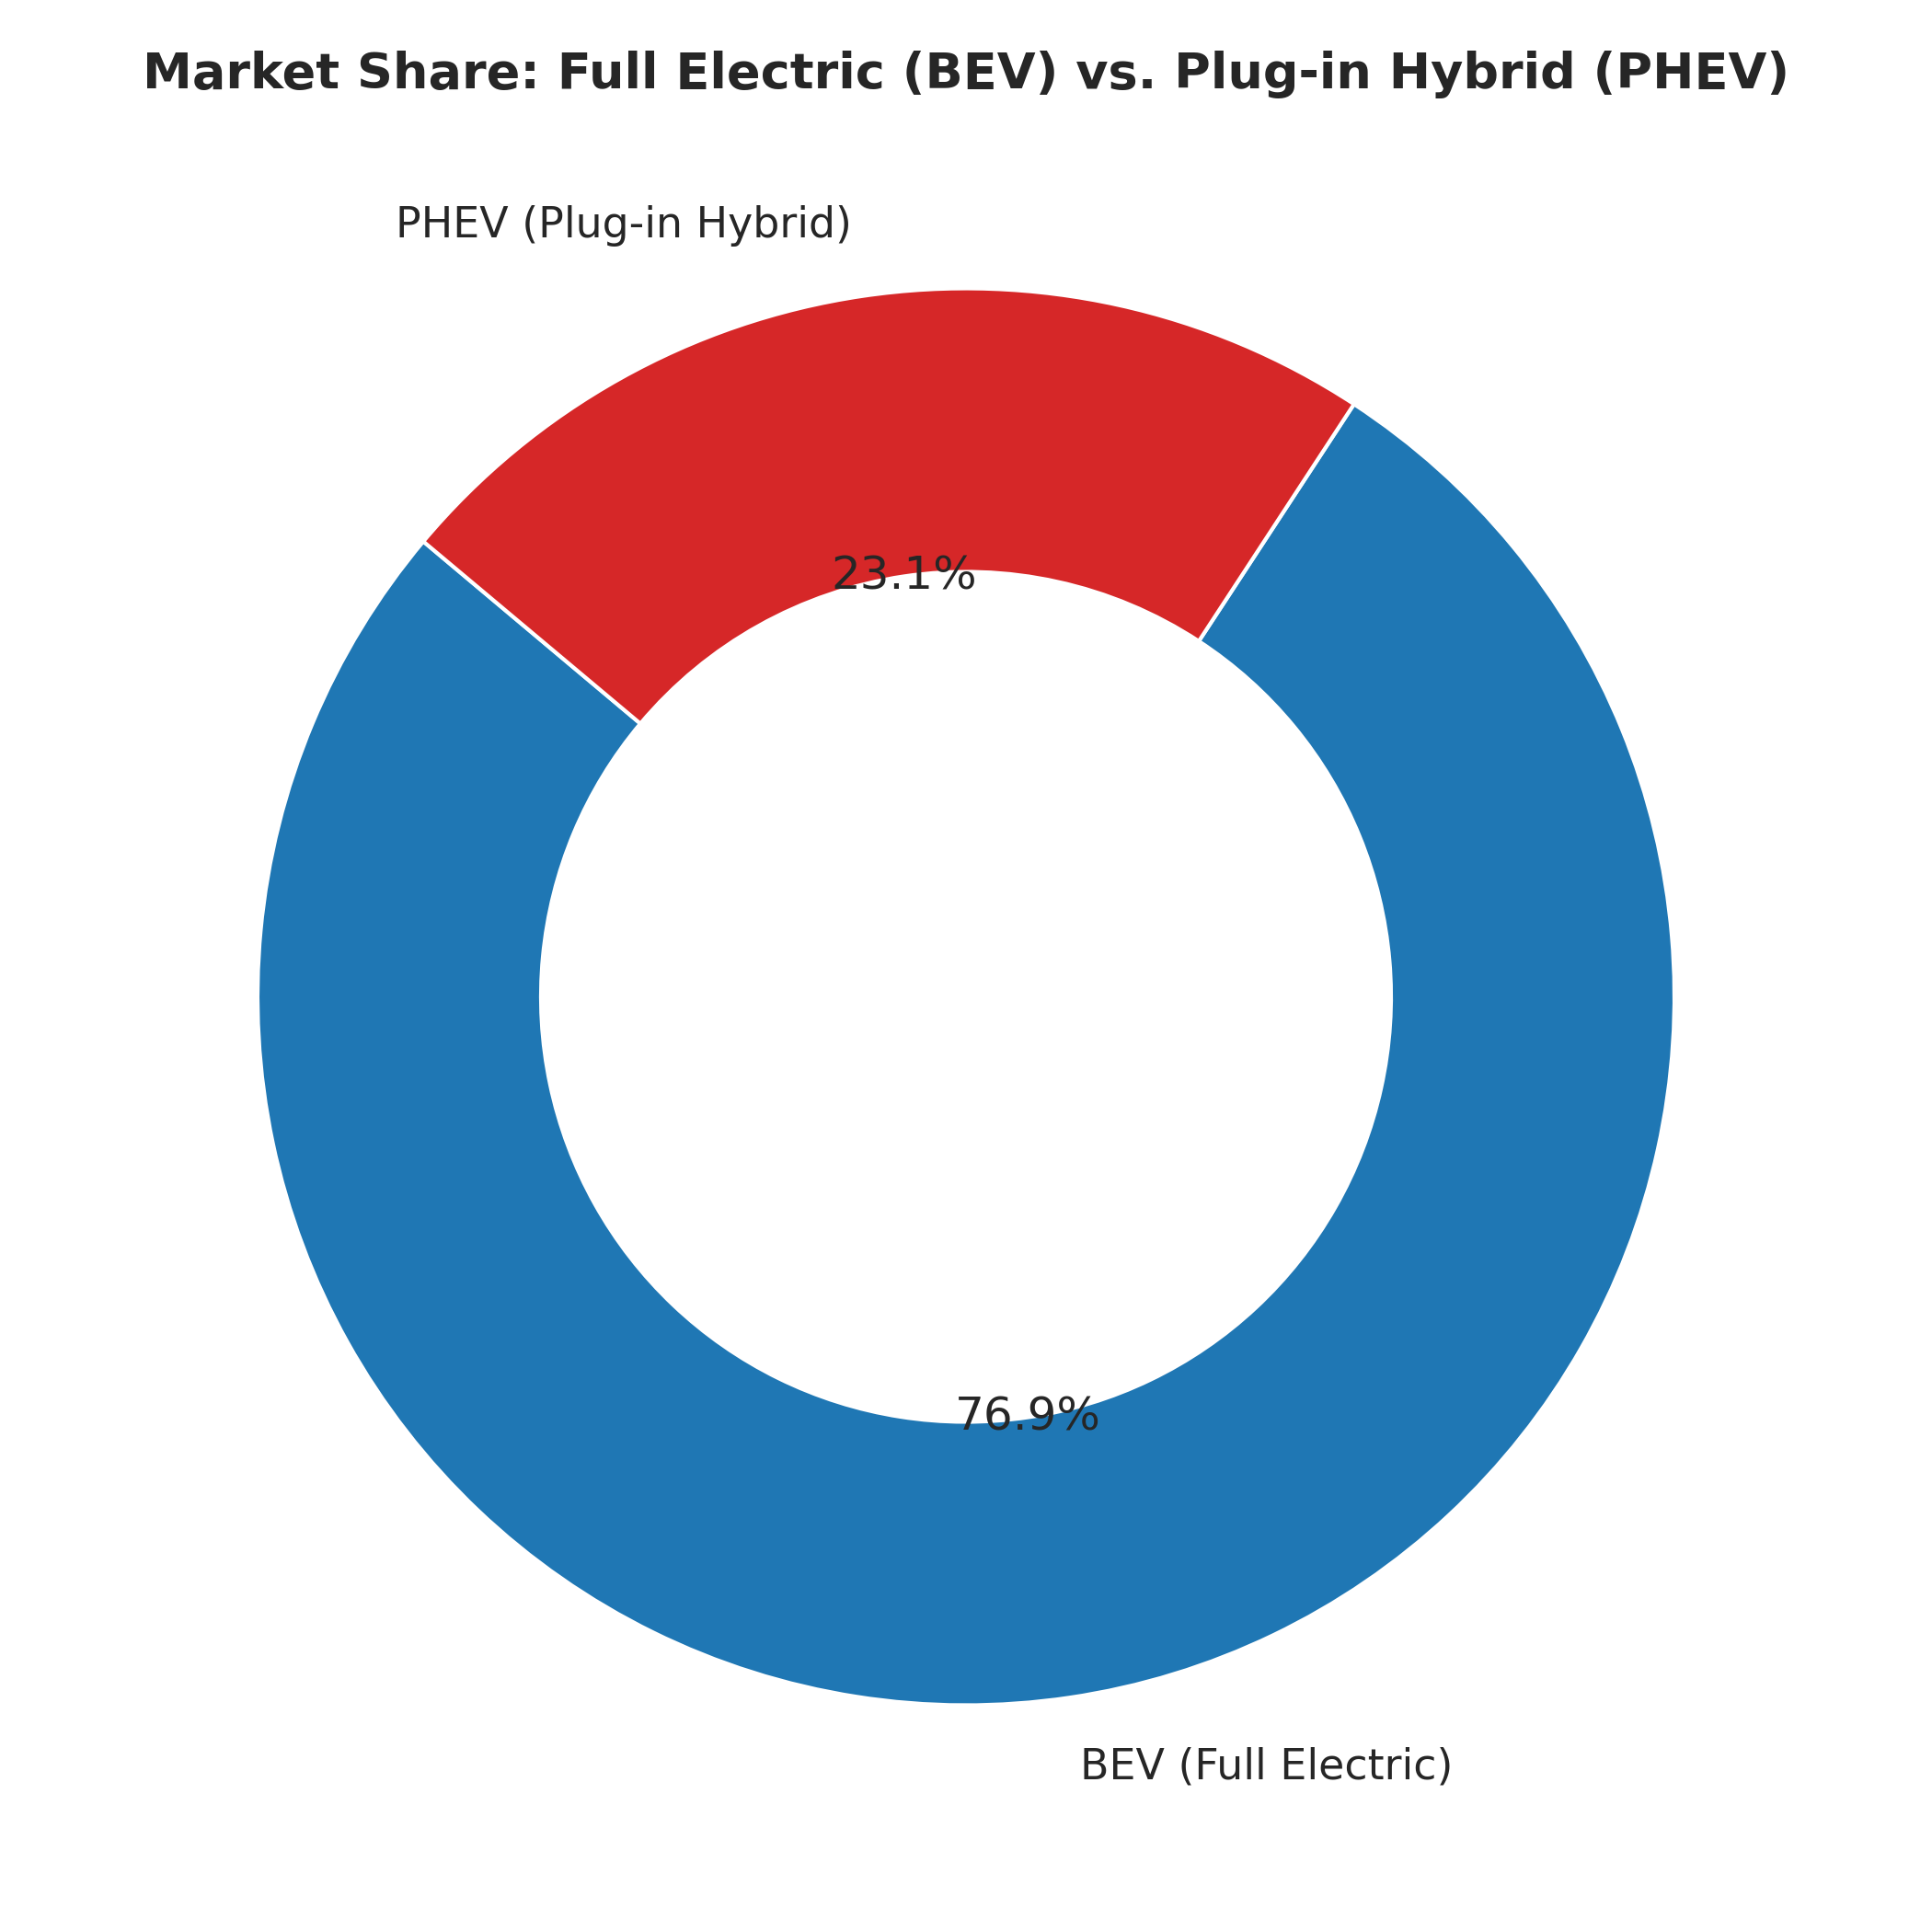 Market Share: Full Electric (BEV) vs. Plug-in Hybrid (PHEV)
PHEV (Plug-in Hybrid)
23.1%
76.9%
BEV (Full Electric)